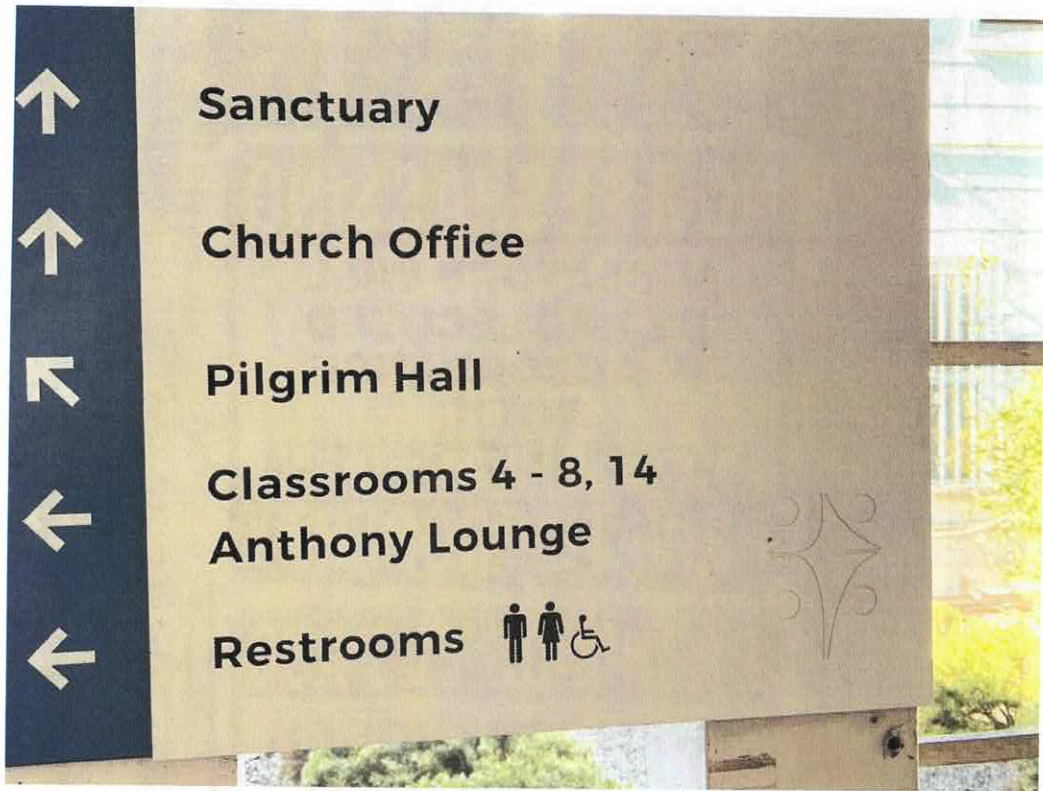 Sanctuary
Church Office
Pilgrim Hall
Classrooms 4 - 8, 14
Anthony Lounge
Restrooms